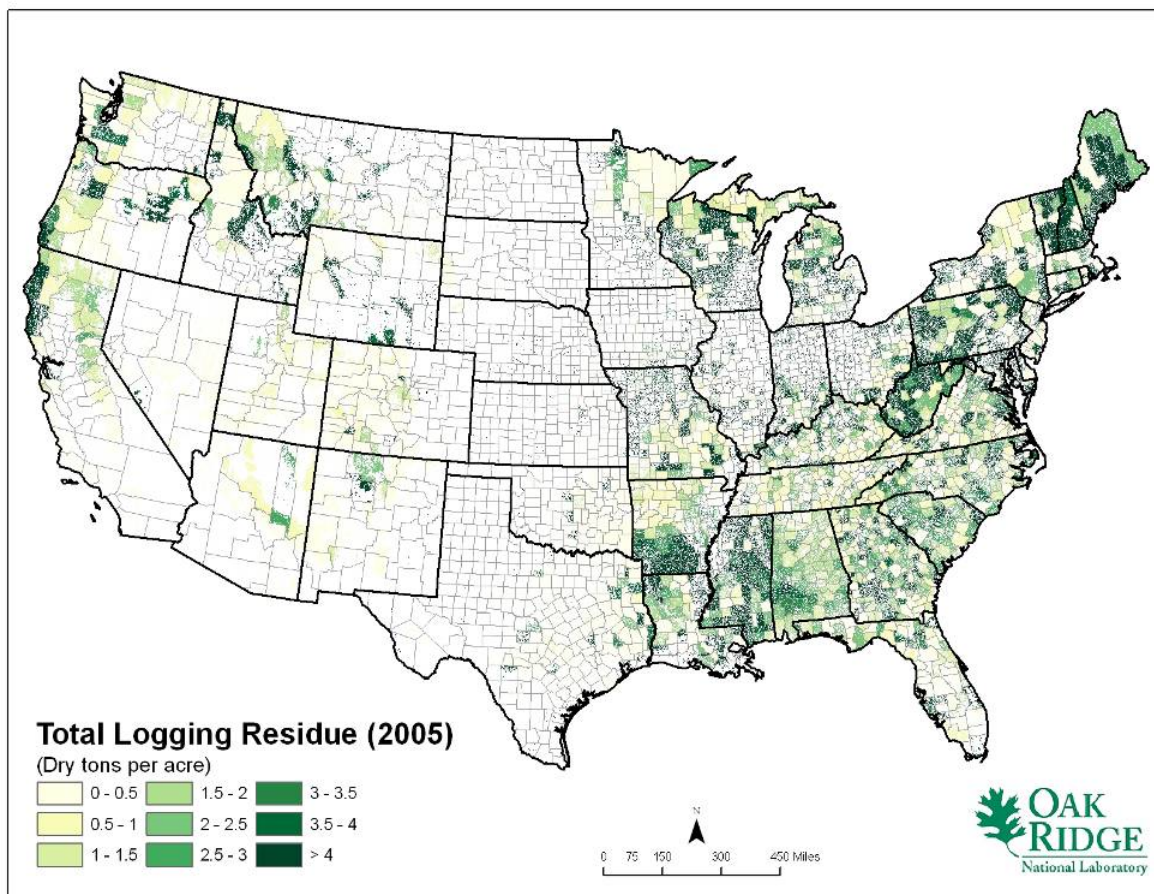 Total Logging Residue (2005)
(Dry tons per acre)
0 - 0.5 1.5 - 2 3 - 3.5
0.5 - 1 2 - 2.5 3.5 - 4
1 - 1.5 2.5 - 3 > 4
N
0 75 150 300 450 Miles
OAK
RIDGE
National Laboratory